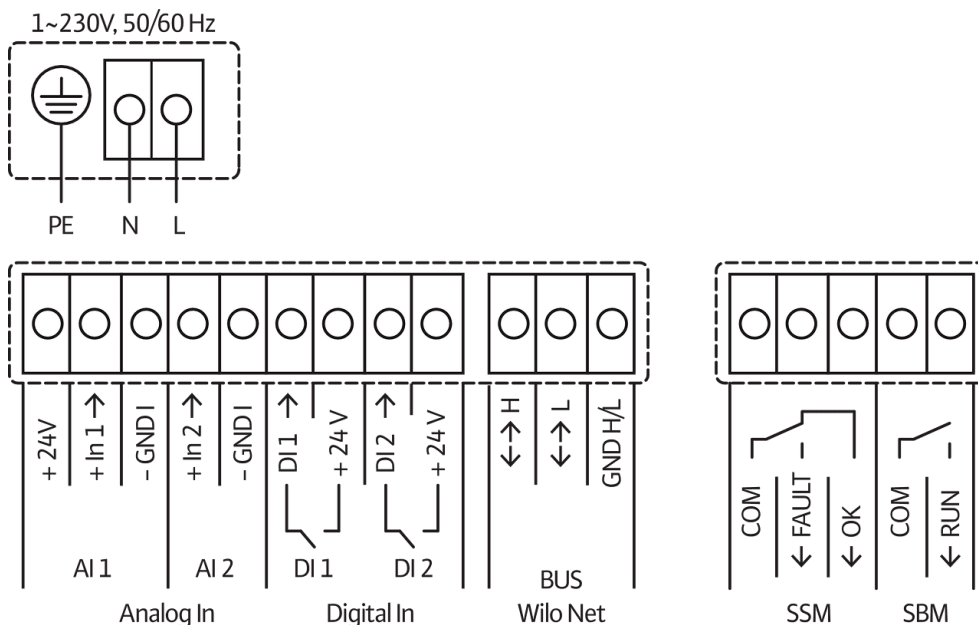 1~230V, 50/60 Hz
PE N L
+ 24V
+ In 1 →
- GND I
+ In 2 →
- GND I
DI 1 →
+ 24 V
DI 2 →
+ 24 V
↔ H
↔ L
GND H/L
COM
← FAULT
← OK
COM
← RUN
AI 1 AI 2 DI 1 DI 2 BUS
Analog In Digital In Wilo Net SSM SBM